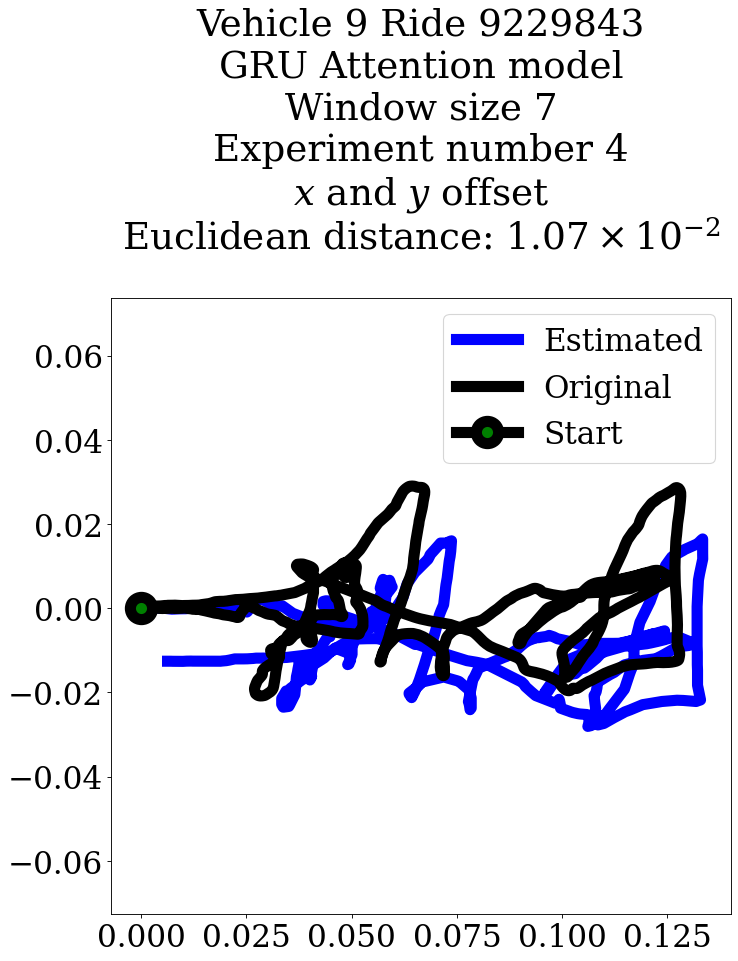 Vehicle 9 Ride 9229843
GRU Attention model
Window size 7
Experiment number 4
x and y offset
Euclidean distance: 1.07 × 10⁻²
Estimated
Original
Start
0.06
0.04
0.02
0.00
−0.02
−0.04
−0.06
0.000 0.025 0.050 0.075 0.100 0.125